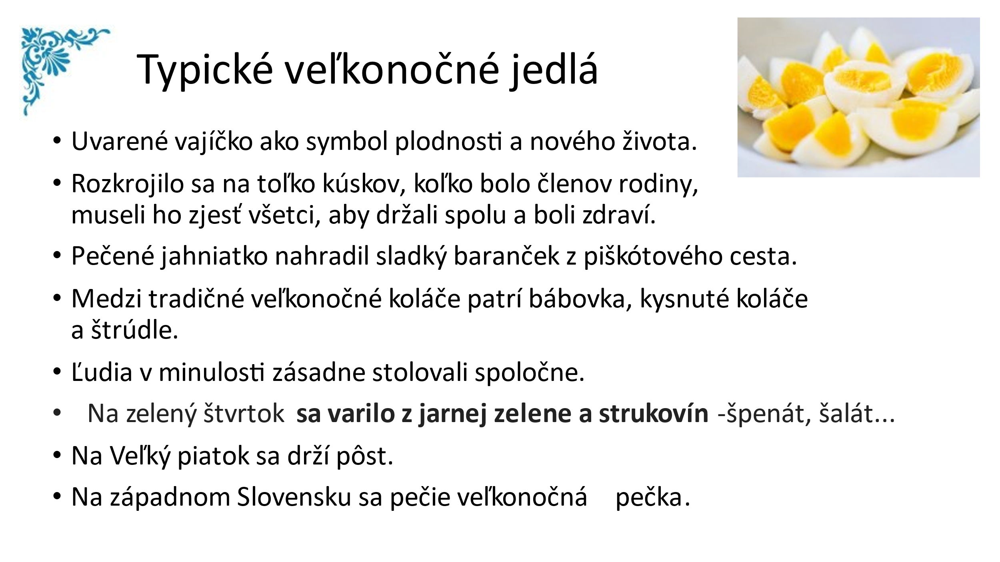 Typické veľkonočné jedlá
• Uvarené vajíčko ako symbol plodnosti a nového života.
• Rozkrojilo sa na toľko kúskov, koľko bolo členov rodiny,
museli ho zjesť všetci, aby držali spolu a boli zdraví.
• Pečené jahniatko nahradil sladký baranček z piškótového cesta.
• Medzi tradičné veľkonočné koláče patrí bábovka, kysnuté koláče
a štrúdle.
• Ľudia v minulosti zásadne stolovali spoločne.
• Na zelený štvrtok sa varilo z jarnej zelene a strukovín -špenát, šalát...
• Na Veľký piatok sa drží pôst.
• Na západnom Slovensku sa pečie veľkonočná pečka.